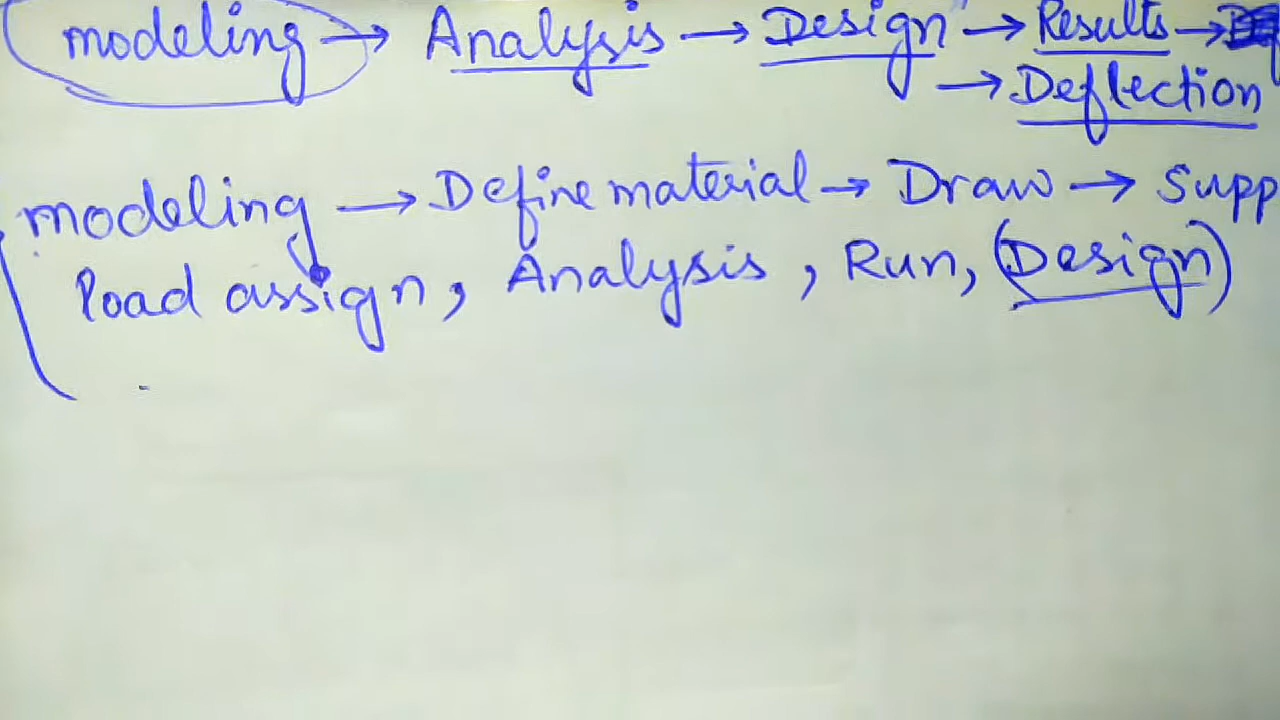 modeling → Analysis → Design → Results →
→ Deflection
modeling → Define material → Draw → Supp
load assign, Analysis, Run, (Design)